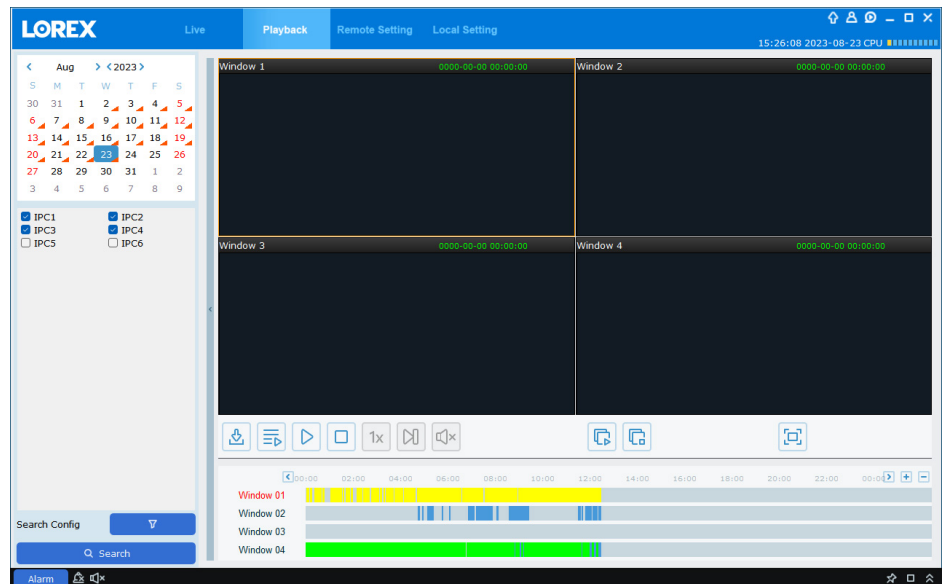 LOREX
Live Playback Remote Setting Local Setting
15:26:08 2023-08-23 CPU
Aug 2023
S M T W T F S
30 31 1 2 3 4 5
6 7 8 9 10 11 12
13 14 15 16 17 18 19
20 21 22 23 24 25 26
27 28 29 30 31 1 2
3 4 5 6 7 8 9
IPC1 IPC2
IPC3 IPC4
IPC5 IPC6
Search Config
Search
Window 1 0000-00-00 00:00:00
Window 2 0000-00-00 00:00:00
Window 3 0000-00-00 00:00:00
Window 4 0000-00-00 00:00:00
1x
00:00 02:00 04:00 06:00 08:00 10:00 12:00 14:00 16:00 18:00 20:00 22:00 00:00
Window 01
Window 02
Window 03
Window 04
Alarm